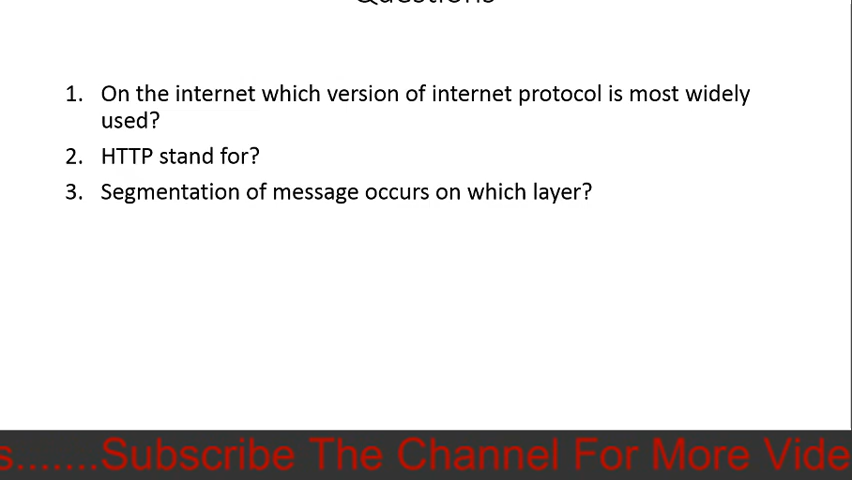 Questions
1. On the internet which version of internet protocol is most widely
used?
2. HTTP stand for?
3. Segmentation of message occurs on which layer?
s.......Subscribe The Channel For More Vide